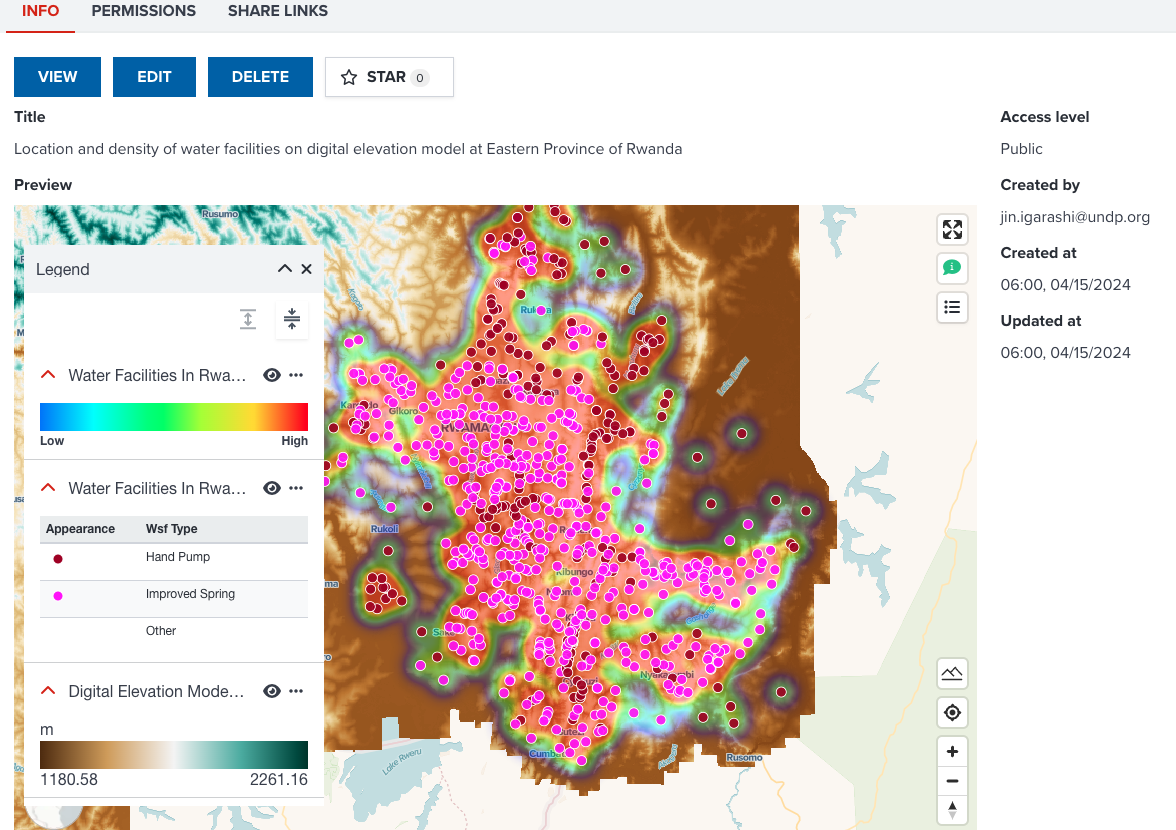 INFO PERMISSIONS SHARE LINKS
VIEW EDIT DELETE STAR 0
Title
Location and density of water facilities on digital elevation model at Eastern Province of Rwanda
Preview
Rusumo
Legend
Water Facilities In Rwa...
Low High
Water Facilities In Rwa...
Appearance Wsf Type
Hand Pump
Improved Spring
Other
Digital Elevation Mode...
m
1180.58 2261.16
Gikoro
Rukoli
Kibungo
Lake Rweru
Rusomo
Access level
Public
Created by
jin.igarashi@undp.org
Created at
06:00, 04/15/2024
Updated at
06:00, 04/15/2024